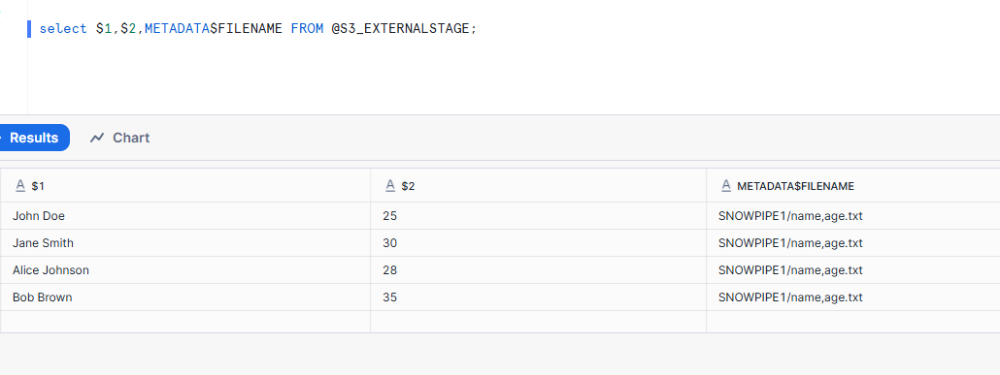 select $1,$2,METADATA$FILENAME FROM @S3_EXTERNALSTAGE;
Results Chart
A $1 A $2 A METADATA$FILENAME
John Doe 25 SNOWPIPE1/name,age.txt
Jane Smith 30 SNOWPIPE1/name,age.txt
Alice Johnson 28 SNOWPIPE1/name,age.txt
Bob Brown 35 SNOWPIPE1/name,age.txt